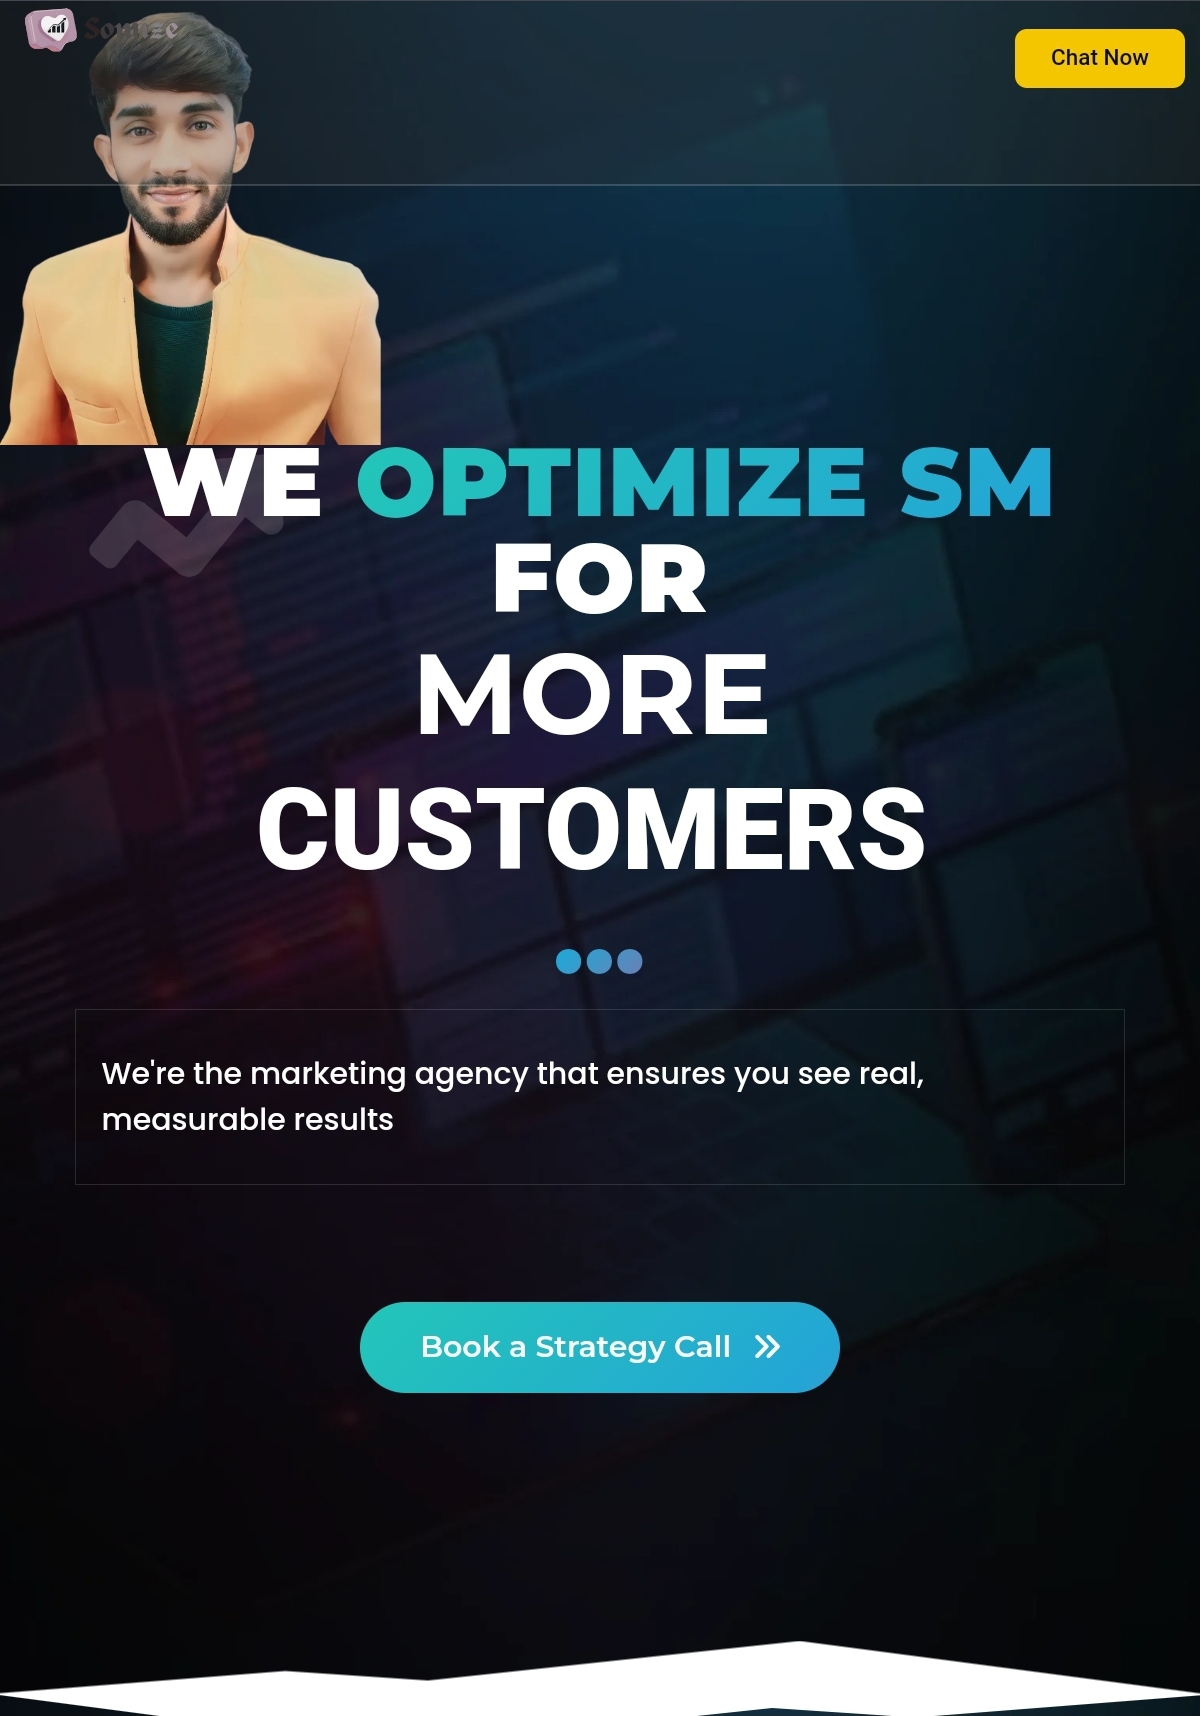 Chat Now
WE OPTIMIZE SM
FOR
MORE
CUSTOMERS
We're the marketing agency that ensures you see real,
measurable results
Book a Strategy Call